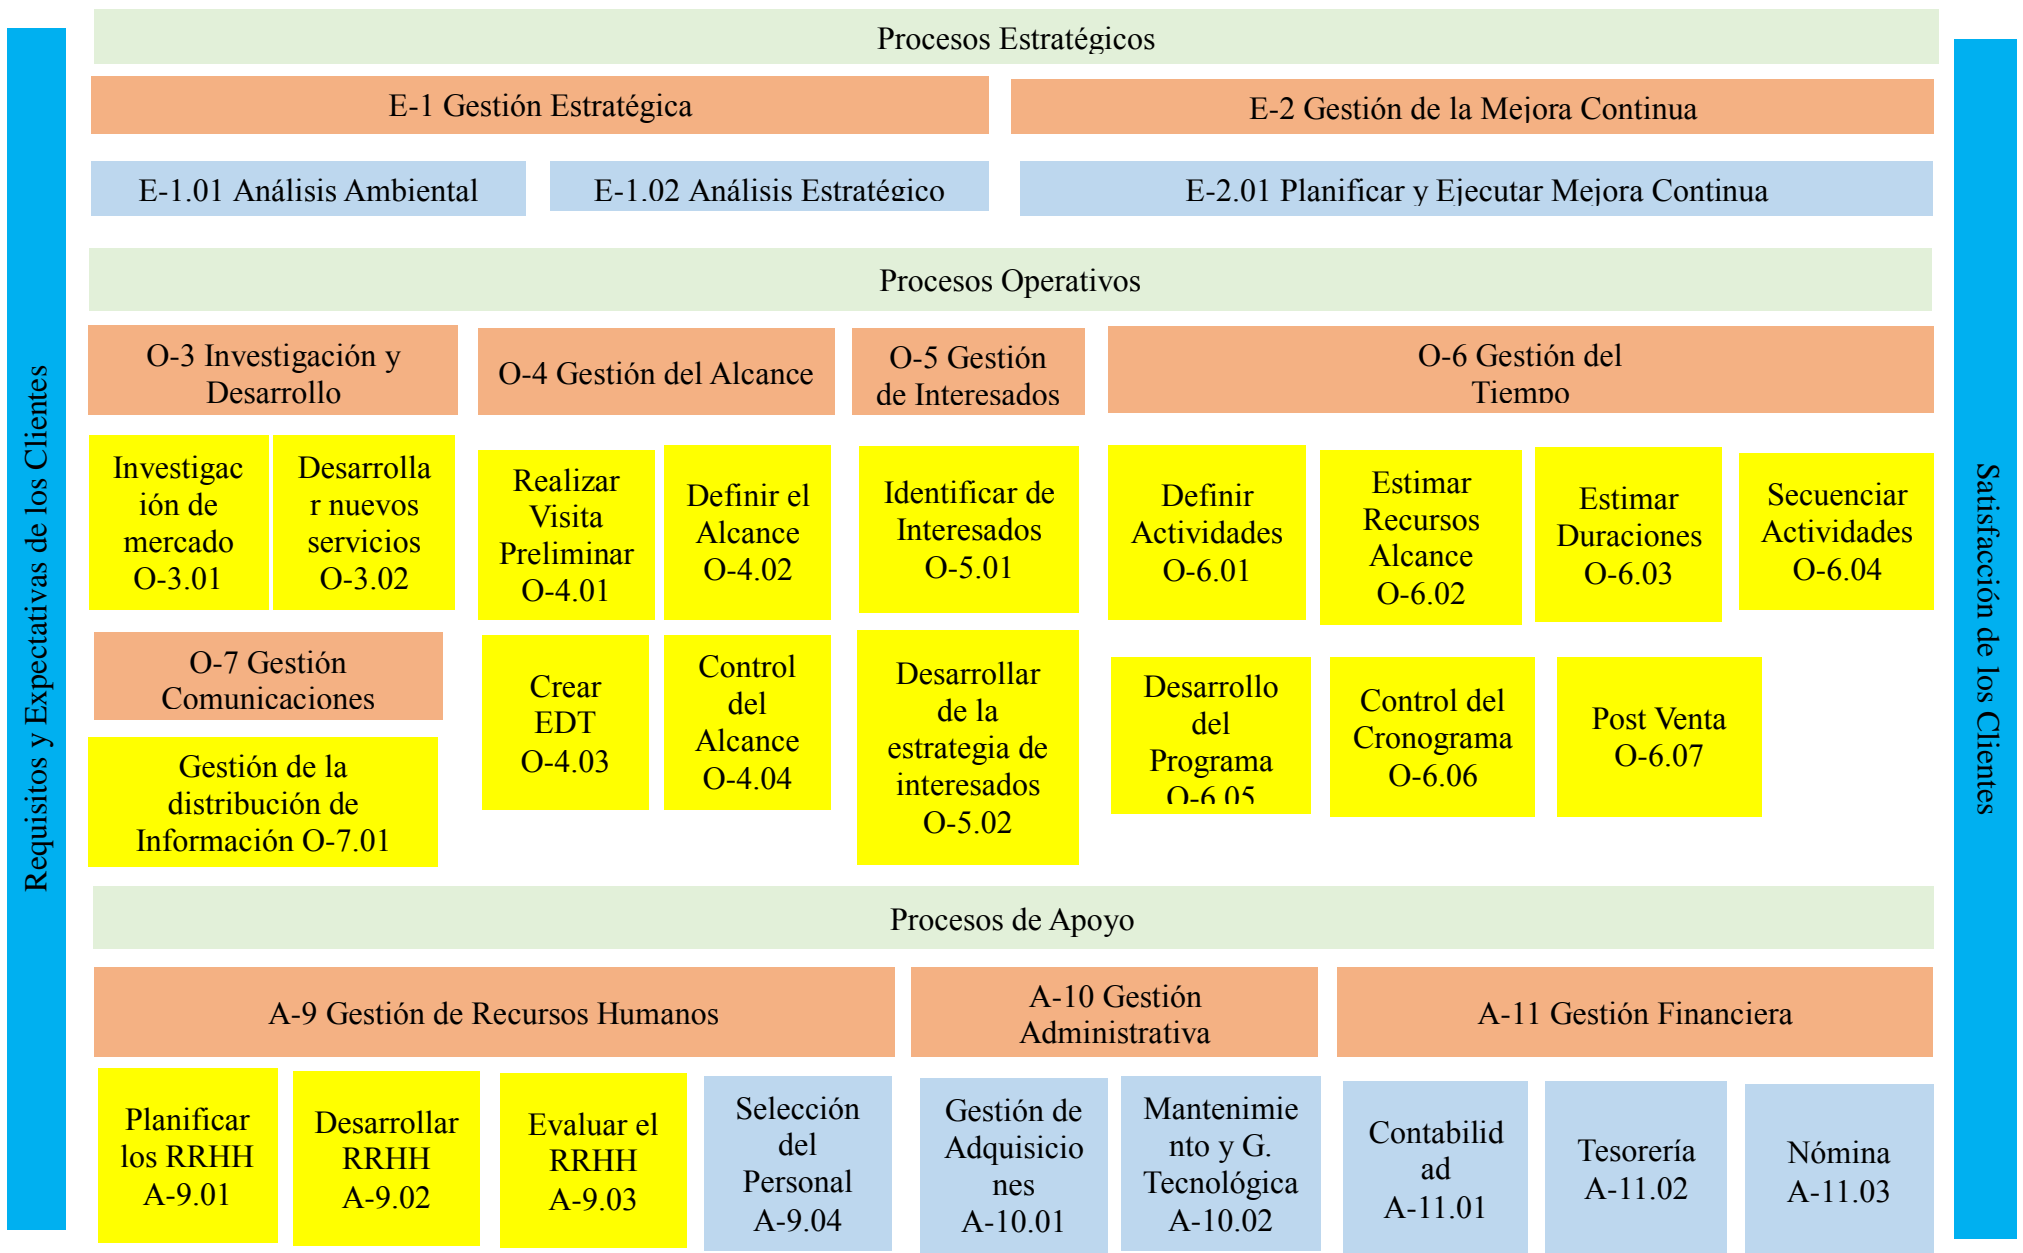 Procesos Estratégicos
E-1 Gestión Estratégica
E-2 Gestión de la Mejora Continua
E-1.01 Análisis Ambiental
E-1.02 Análisis Estratégico
E-2.01 Planificar y Ejecutar Mejora Continua
Requisitos y Expectativas de los Clientes
Procesos Operativos
O-3 Investigación y
Desarrollo
O-4 Gestión del Alcance
O-5 Gestión
de Interesados
O-6 Gestión del
Tiempo
Investigac
ión de
mercado
O-3.01
Desarrolla
r nuevos
servicios
O-3.02
Realizar
Visita
Preliminar
O-4.01
Definir el
Alcance
O-4.02
Identificar de
Interesados
O-5.01
Definir
Actividades
O-6.01
Estimar
Recursos
Alcance
O-6.02
Estimar
Duraciones
O-6.03
Secuenciar
Actividades
O-6.04
O-7 Gestión
Comunicaciones
Gestión de la
distribución de
Información O-7.01
Crear
EDT
O-4.03
Control
del
Alcance
O-4.04
Desarrollar
de la
estrategia de
interesados
O-5.02
Desarrollo
del
Programa
O-6.05
Control del
Cronograma
O-6.06
Post Venta
O-6.07
Satisfacción de los Clientes
Procesos de Apoyo
A-9 Gestión de Recursos Humanos
A-10 Gestión
Administrativa
A-11 Gestión Financiera
Planificar
los RRHH
A-9.01
Desarrollar
RRHH
A-9.02
Evaluar el
RRHH
A-9.03
Selección
del
Personal
A-9.04
Gestión de
Adquisicio
nes
A-10.01
Mantenimie
nto y G.
Tecnológica
A-10.02
Contabilid
ad
A-11.01
Tesorería
A-11.02
Nómina
A-11.03